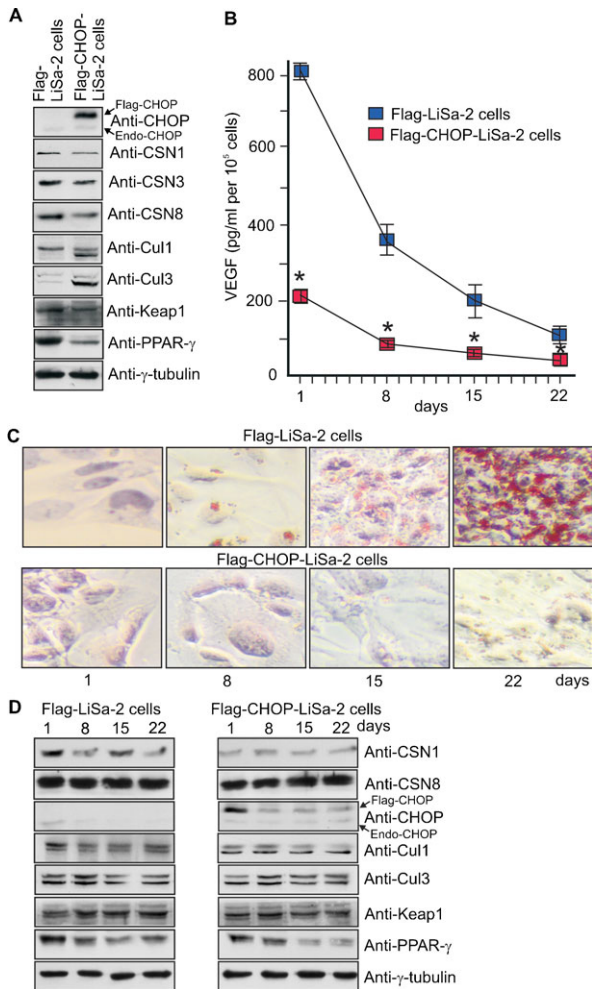 A
Flag-
LiSa-2 cells
Flag-CHOP-
LiSa-2 cells
Flag-CHOP
Anti-CHOP
Endo-CHOP
Anti-CSN1
Anti-CSN3
Anti-CSN8
Anti-Cul1
Anti-Cul3
Anti-Keap1
Anti-PPAR-γ
Anti-γ-tubulin
B
VEGF (pg/ml per 10⁵ cells)
800
600
400
200
0
Flag-LiSa-2 cells
Flag-CHOP-LiSa-2 cells
*
*
*
*
1 8 15 22
days
C
Flag-LiSa-2 cells
Flag-CHOP-LiSa-2 cells
1 8 15 22 days
D
Flag-LiSa-2 cells Flag-CHOP-LiSa-2 cells
1 8 15 22 1 8 15 22 days
Anti-CSN1
Anti-CSN8
Flag-CHOP
Anti-CHOP
Endo-CHOP
Anti-Cul1
Anti-Cul3
Anti-Keap1
Anti-PPAR-γ
Anti-γ-tubulin